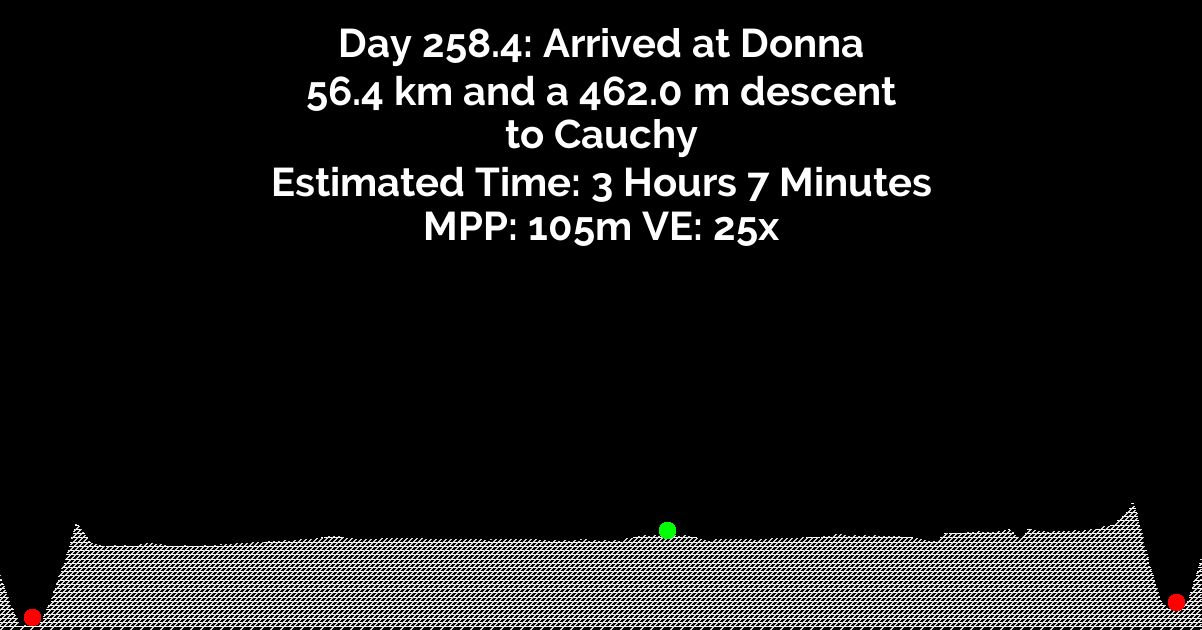 Day 258.4: Arrived at Donna
56.4 km and a 462.0 m descent
to Cauchy
Estimated Time: 3 Hours 7 Minutes
MPP: 105m VE: 25x